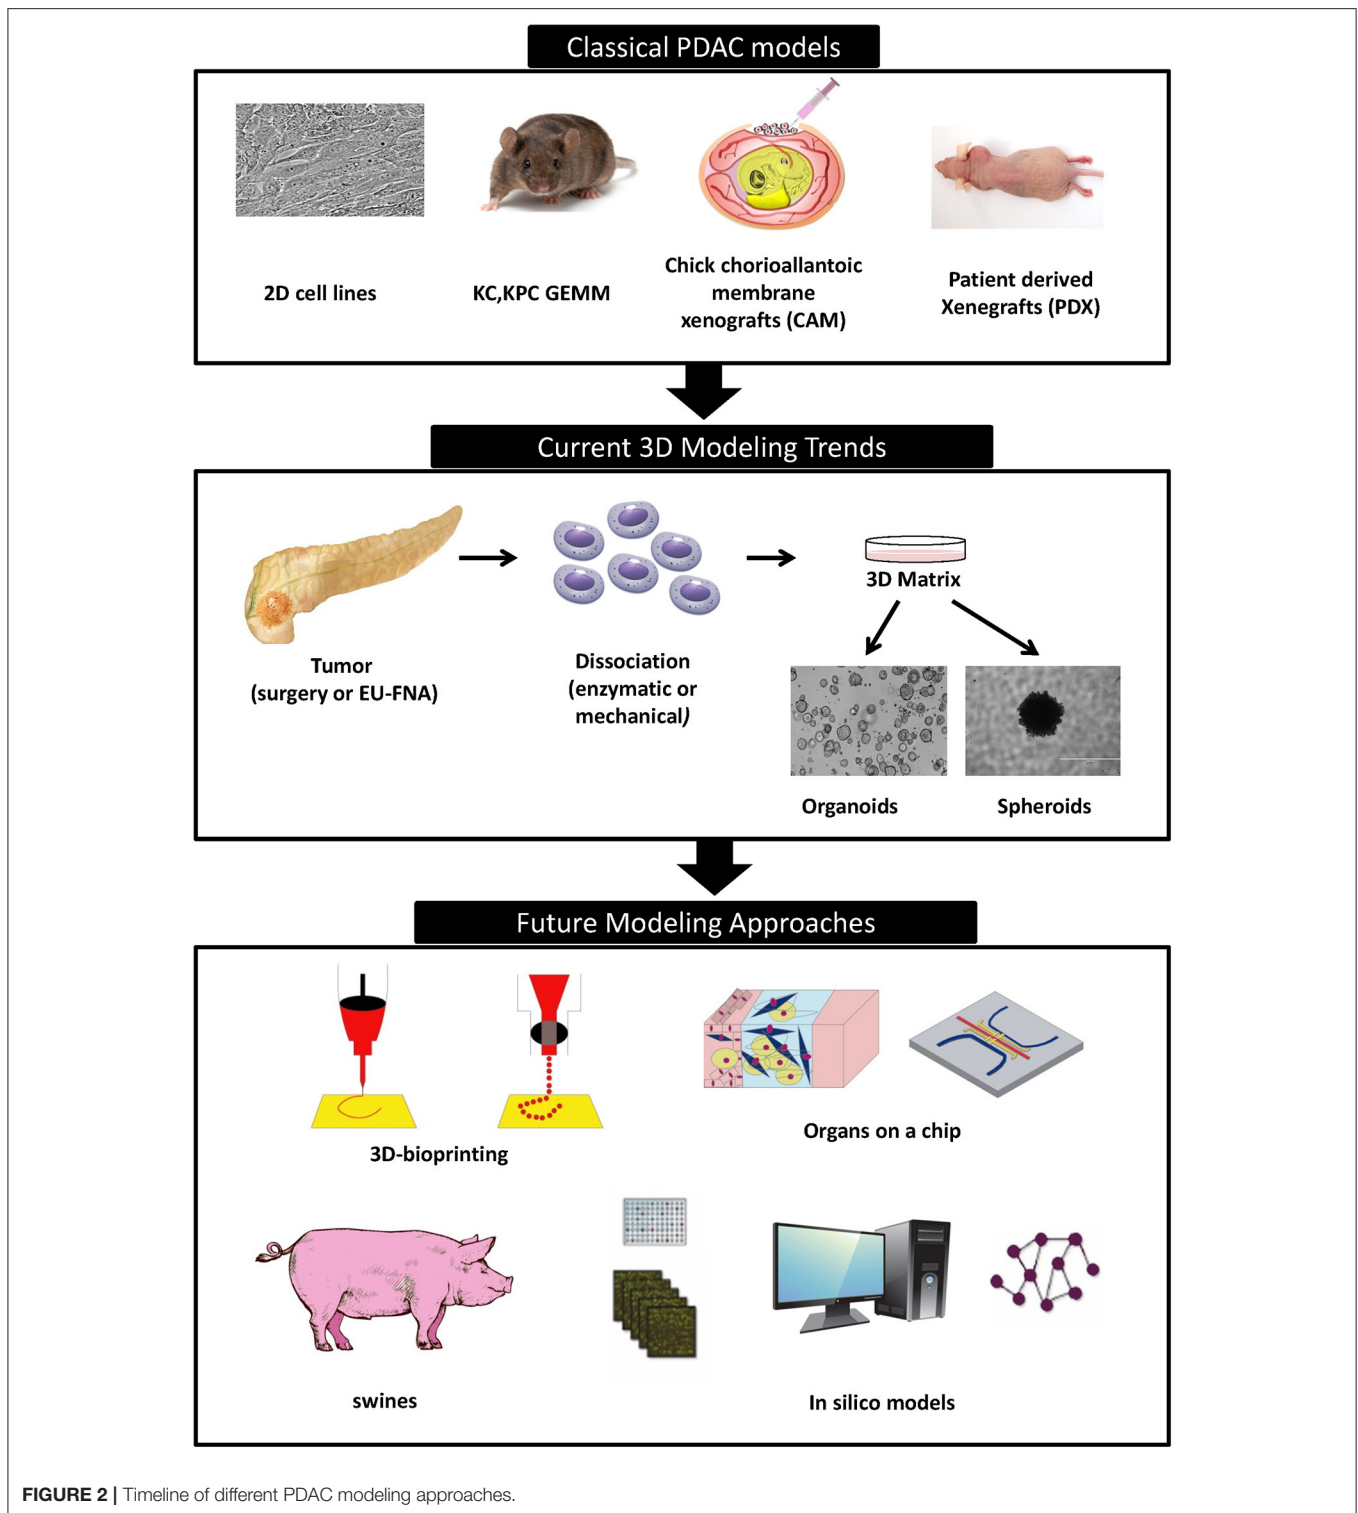 Classical PDAC models
2D cell lines
KC,KPC GEMM
Chick chorioallantoic
membrane
xenografts (CAM)
Patient derived
Xenegrafts (PDX)
Current 3D Modeling Trends
Tumor
(surgery or EU-FNA)
Dissociation
(enzymatic or
mechanical)
3D Matrix
Organoids
Spheroids
Future Modeling Approaches
3D-bioprinting
Organs on a chip
swines
In silico models
FIGURE 2 | Timeline of different PDAC modeling approaches.